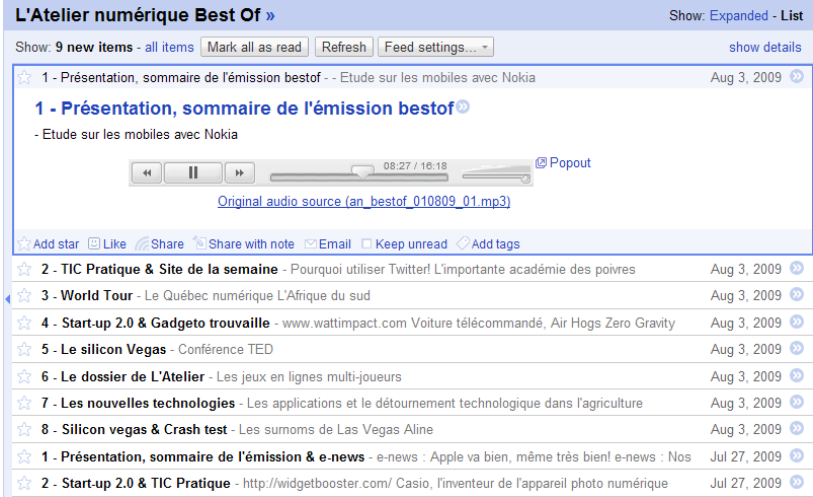 L'Atelier numérique Best Of »
Show: Expanded - List
Show: 9 new items - all items Mark all as read Refresh Feed settings... show details
1 - Présentation, sommaire de l'émission bestof - - Etude sur les mobiles avec Nokia Aug 3, 2009
1 - Présentation, sommaire de l'émission bestof
- Etude sur les mobiles avec Nokia
08:27 / 16:18
Popout
Original audio source (an_bestof_010809_01.mp3)
Add star Like Share Share with note Email Keep unread Add tags
2 - TIC Pratique & Site de la semaine - Pourquoi utiliser Twitter! L'importante académie des poivres Aug 3, 2009
3 - World Tour - Le Québec numérique L'Afrique du sud Aug 3, 2009
4 - Start-up 2.0 & Gadgeto trouvaille - www.wattimpact.com Voiture télécommandé, Air Hogs Zero Gravity Aug 3, 2009
5 - Le silicon Vegas - Conférence TED Aug 3, 2009
6 - Le dossier de L'Atelier - Les jeux en lignes multi-joueurs Aug 3, 2009
7 - Les nouvelles technologies - Les applications et le détournement technologique dans l'agriculture Aug 3, 2009
8 - Silicon vegas & Crash test - Les surnoms de Las Vegas Aline Aug 3, 2009
1 - Présentation, sommaire de l'émission & e-news - e-news : Apple va bien, même très bien! e-news : Nos Jul 27, 2009
2 - Start-up 2.0 & TIC Pratique - http://widgetbooster.com/ Casio, l'inventeur de l'appareil photo numérique Jul 27, 2009